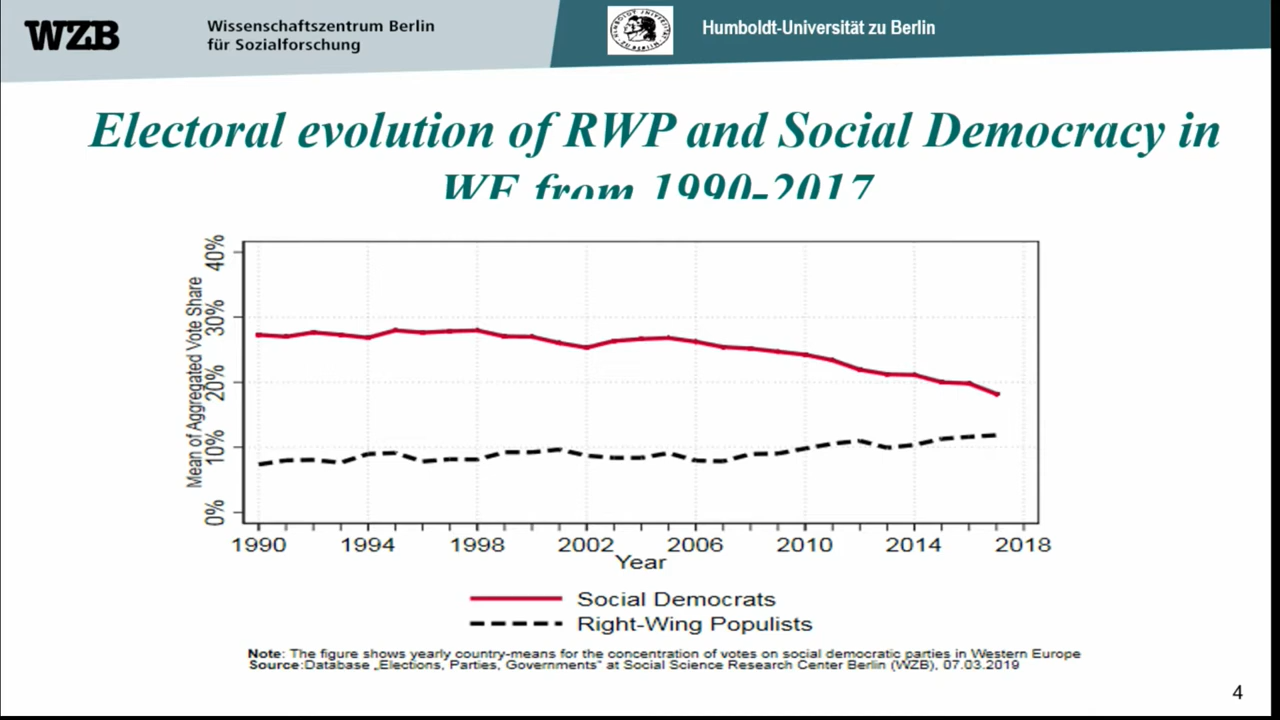 WZB
Wissenschaftszentrum Berlin
für Sozialforschung
Humboldt-Universität zu Berlin
Electoral evolution of RWP and Social Democracy in
WE from 1990-2017
40%
30%
20%
10%
0%
Mean of Aggregated Vote Share
1990 1994 1998 2002 2006 2010 2014 2018
Year
Social Democrats
Right-Wing Populists
Note: The figure shows yearly country-means for the concentration of votes on social democratic parties in Western Europe
Source:Database „Elections, Parties, Governments“ at Social Science Research Center Berlin (WZB), 07.03.2019
4